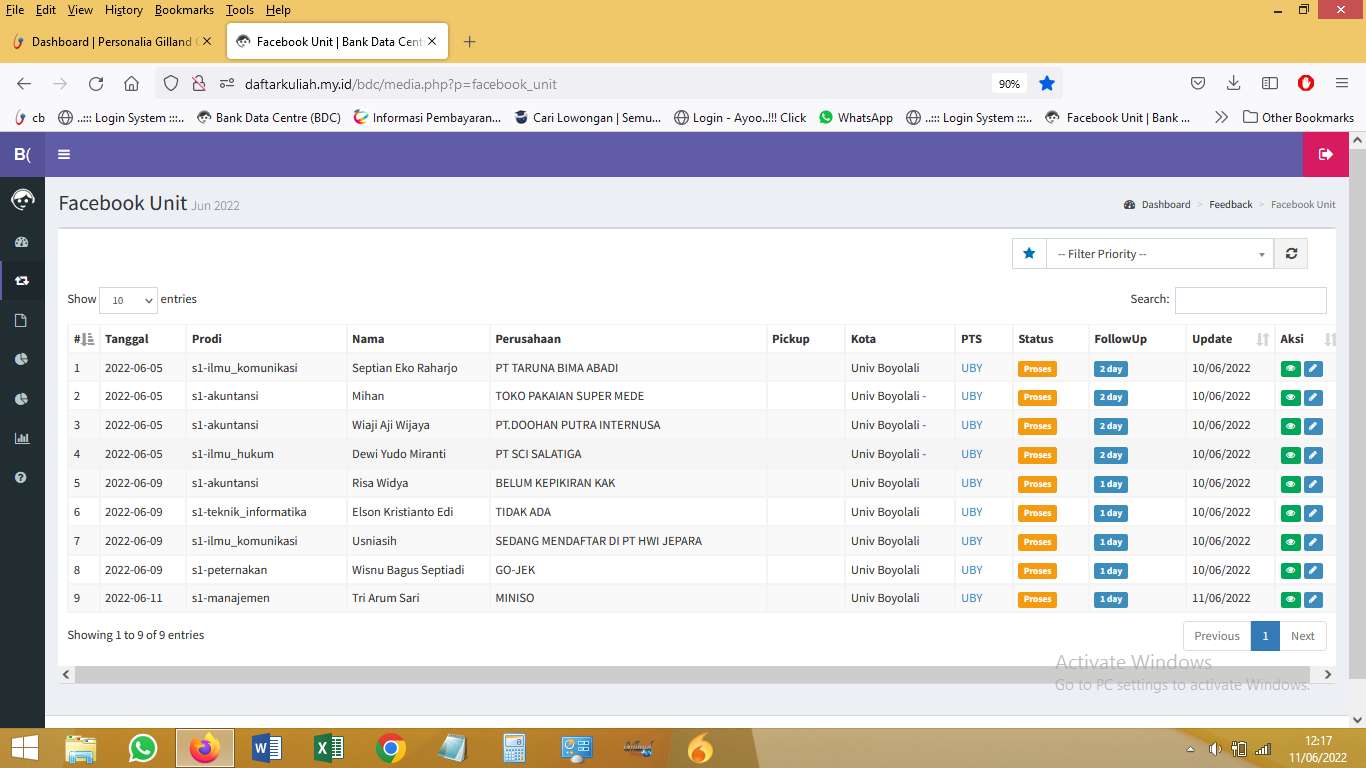 File Edit View History Bookmarks Tools Help
Dashboard | Personalia Gilland Facebook Unit | Bank Data Cent
daftarkuliah.my.id/bdc/media.php?p=facebook_unit 90%
cb ..::: Login System :::.. Bank Data Centre (BDC) Informasi Pembayaran... Cari Lowongan | Semu... Login - Ayoo..!!! Click WhatsApp ..::: Login System :::.. Facebook Unit | Bank ... Other Bookmarks
B(
Facebook Unit Jun 2022 Dashboard > Feedback > Facebook Unit
-- Filter Priority --
Show 10 entries Search:
# Tanggal Prodi Nama Perusahaan Pickup Kota PTS Status FollowUp Update Aksi
1 2022-06-05 s1-ilmu_komunikasi Septian Eko Raharjo PT TARUNA BIMA ABADI Univ Boyolali UBY Proses 2 day 10/06/2022
2 2022-06-05 s1-akuntansi Mihan TOKO PAKAIAN SUPER MEDE Univ Boyolali - UBY Proses 2 day 10/06/2022
3 2022-06-05 s1-akuntansi Wiaji Aji Wijaya PT.DOOHAN PUTRA INTERNUSA Univ Boyolali - UBY Proses 2 day 10/06/2022
4 2022-06-05 s1-ilmu_hukum Dewi Yudo Miranti PT SCI SALATIGA Univ Boyolali - UBY Proses 2 day 10/06/2022
5 2022-06-09 s1-akuntansi Risa Widya BELUM KEPIKIRAN KAK Univ Boyolali UBY Proses 1 day 10/06/2022
6 2022-06-09 s1-teknik_informatika Elson Kristianto Edi TIDAK ADA Univ Boyolali UBY Proses 1 day 10/06/2022
7 2022-06-09 s1-ilmu_komunikasi Usniasih SEDANG MENDAFTAR DI PT HWI JEPARA Univ Boyolali UBY Proses 1 day 10/06/2022
8 2022-06-09 s1-peternakan Wisnu Bagus Septiadi GO-JEK Univ Boyolali UBY Proses 1 day 10/06/2022
9 2022-06-11 s1-manajemen Tri Arum Sari MINISO Univ Boyolali UBY Proses 1 day 11/06/2022
Showing 1 to 9 of 9 entries Previous 1 Next
Activate Windows
Go to PC settings to activate Windows.
12:17
11/06/2022